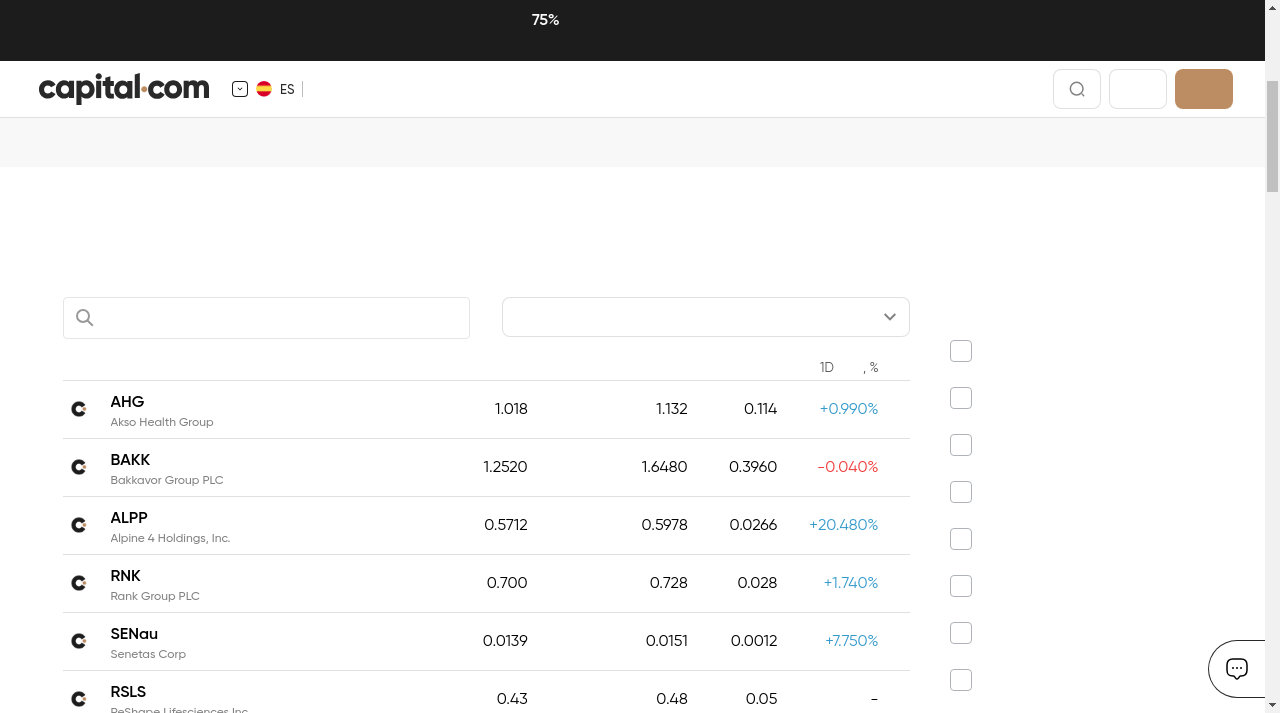 75%
capital.com
ES
1D , %
AHG 1.018 1.132 0.114 +0.990%
Akso Health Group
BAKK 1.2520 1.6480 0.3960 -0.040%
Bakkavor Group PLC
ALPP 0.5712 0.5978 0.0266 +20.480%
Alpine 4 Holdings, Inc.
RNK 0.700 0.728 0.028 +1.740%
Rank Group PLC
SENau 0.0139 0.0151 0.0012 +7.750%
Senetas Corp
RSLS 0.43 0.48 0.05 -
ReShape Lifesciences Inc